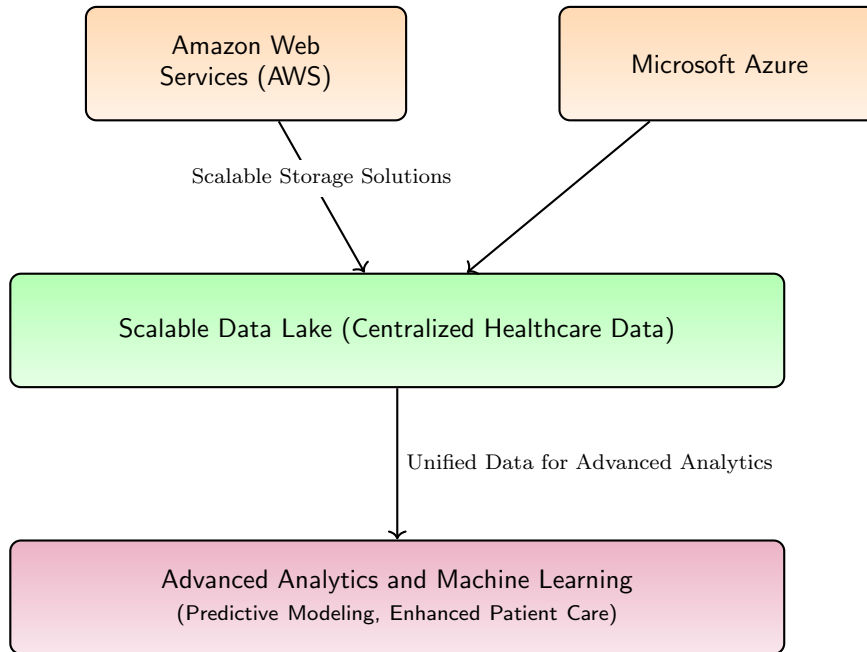 Amazon Web
Services (AWS)
Microsoft Azure
Scalable Storage Solutions
Scalable Data Lake (Centralized Healthcare Data)
Unified Data for Advanced Analytics
Advanced Analytics and Machine Learning
(Predictive Modeling, Enhanced Patient Care)